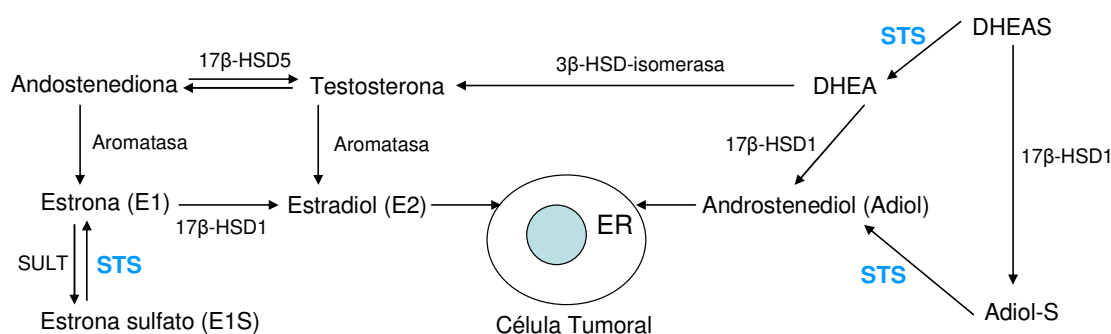 STS
DHEAS
17β-HSD5
3β-HSD-isomerasa
Andostenediona
Testosterona
DHEA
Aromatasa
Aromatasa
17β-HSD1
17β-HSD1
Estrona (E1)
17β-HSD1
Estradiol (E2)
ER
Androstenediol (Adiol)
SULT
STS
STS
Estrona sulfato (E1S)
Célula Tumoral
Adiol-S